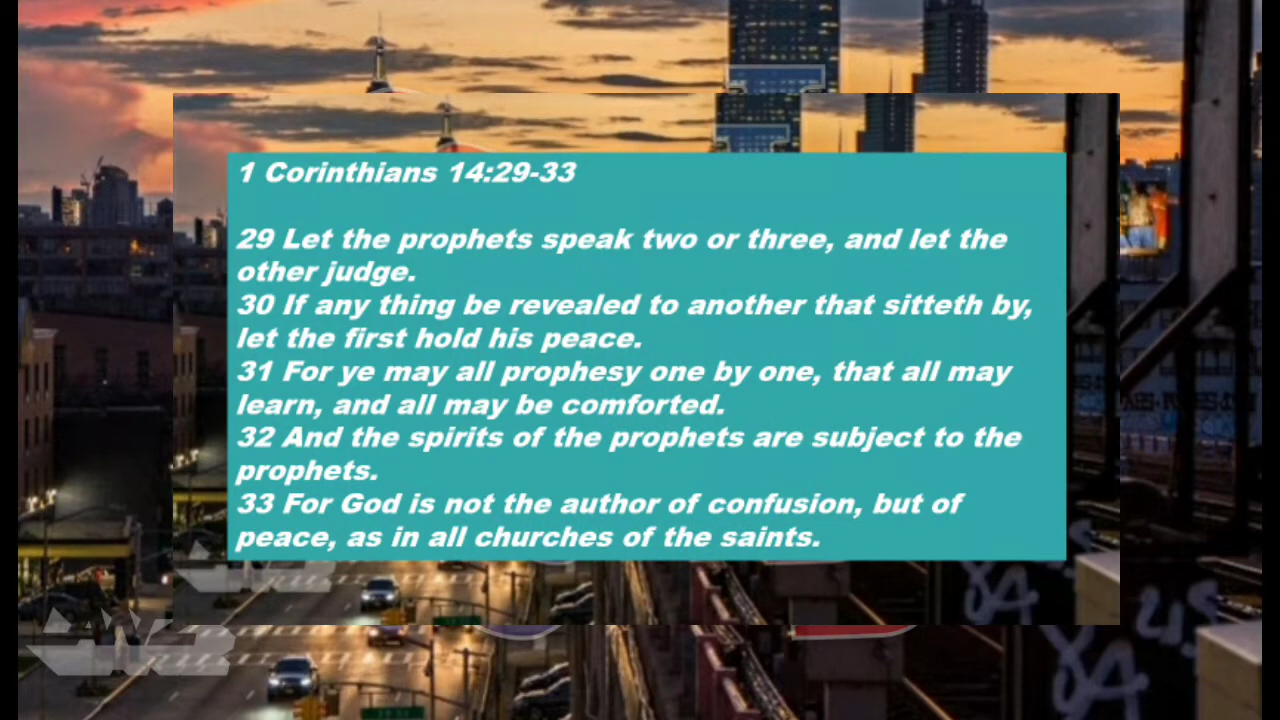 1 Corinthians 14:29-33
29 Let the prophets speak two or three, and let the
other judge.
30 If any thing be revealed to another that sitteth by,
let the first hold his peace.
31 For ye may all prophesy one by one, that all may
learn, and all may be comforted.
32 And the spirits of the prophets are subject to the
prophets.
33 For God is not the author of confusion, but of
peace, as in all churches of the saints.